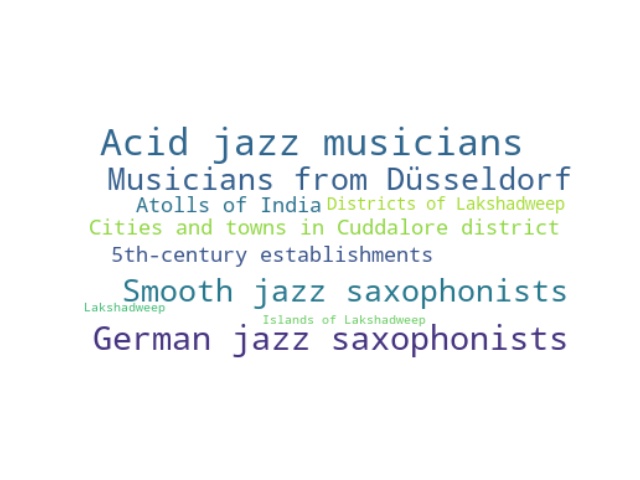 Acid jazz musicians
Musicians from Düsseldorf
Atolls of India Districts of Lakshadweep
Cities and towns in Cuddalore district
5th-century establishments
Smooth jazz saxophonists
Lakshadweep
Islands of Lakshadweep
German jazz saxophonists